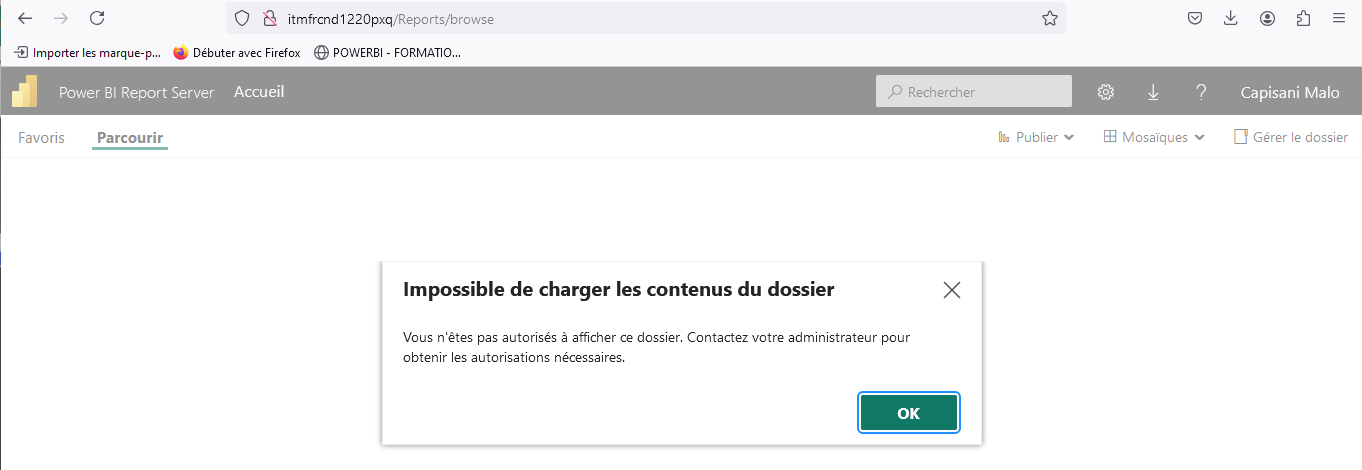 itmfrcnd1220pxq/Reports/browse
Importer les marque-p... Débuter avec Firefox POWERBI - FORMATIO...
Power BI Report Server Accueil Rechercher ? Capisani Malo
Favoris Parcourir Publier Mosaïques Gérer le dossier
Impossible de charger les contenus du dossier
Vous n'êtes pas autorisés à afficher ce dossier. Contactez votre administrateur pour
obtenir les autorisations nécessaires.
OK